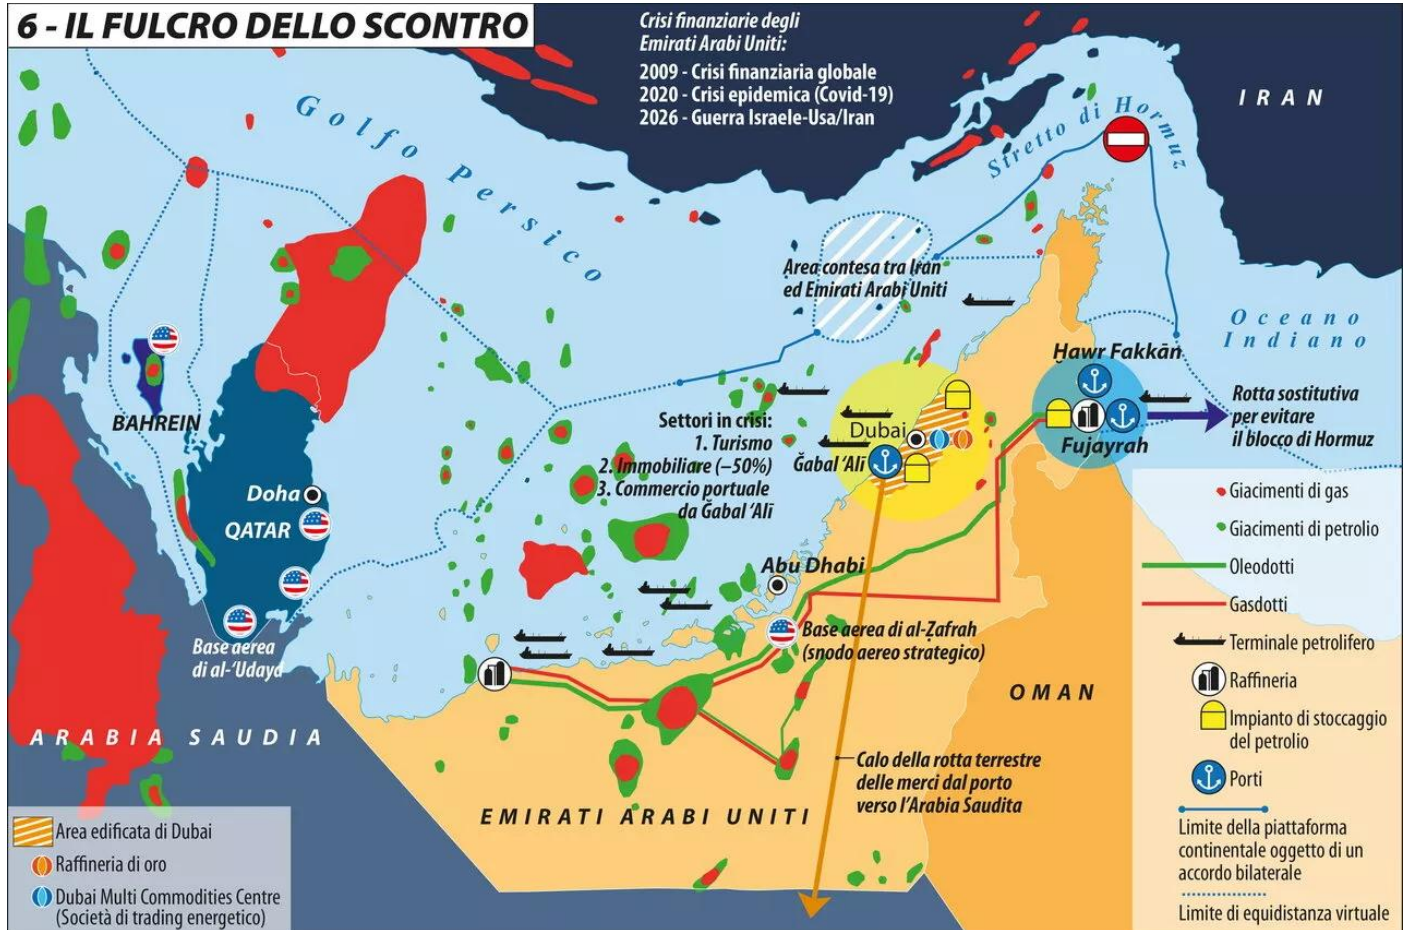 6 - IL FULCRO DELLO SCONTRO
Crisi finanziarie degli
Emirati Arabi Uniti:
2009 - Crisi finanziaria globale
2020 - Crisi epidemica (Covid-19)
2026 - Guerra Israele-Usa/Iran
IRAN
Golfo Persico
Stretto di Hormuz
Area contesa tra Iran
ed Emirati Arabi Uniti
Oceano
Indiano
Ḫawr Fakkān
Fujayrah
Rotta sostitutiva
per evitare
il blocco di Hormuz
BAHREIN
Settori in crisi:
1. Turismo
2. Immobiliare (–50%)
3. Commercio portuale
da Ğabal ‘Alī
Dubai
Ğabal ‘Alī
Doha
QATAR
Abu Dhabi
Base aerea
di al-‘Udayd
Base aerea di al-Ẓafrah
(snodo aereo strategico)
ARABIA SAUDIA
OMAN
EMIRATI ARABI UNITI
Calo della rotta terrestre
delle merci dal porto
verso l’Arabia Saudita
Giacimenti di gas
Giacimenti di petrolio
Oleodotti
Gasdotti
Terminale petrolifero
Raffineria
Impianto di stoccaggio
del petrolio
Porti
Limite della piattaforma
continentale oggetto di un
accordo bilaterale
Limite di equidistanza virtuale
Area edificata di Dubai
Raffineria di oro
Dubai Multi Commodities Centre
(Società di trading energetico)